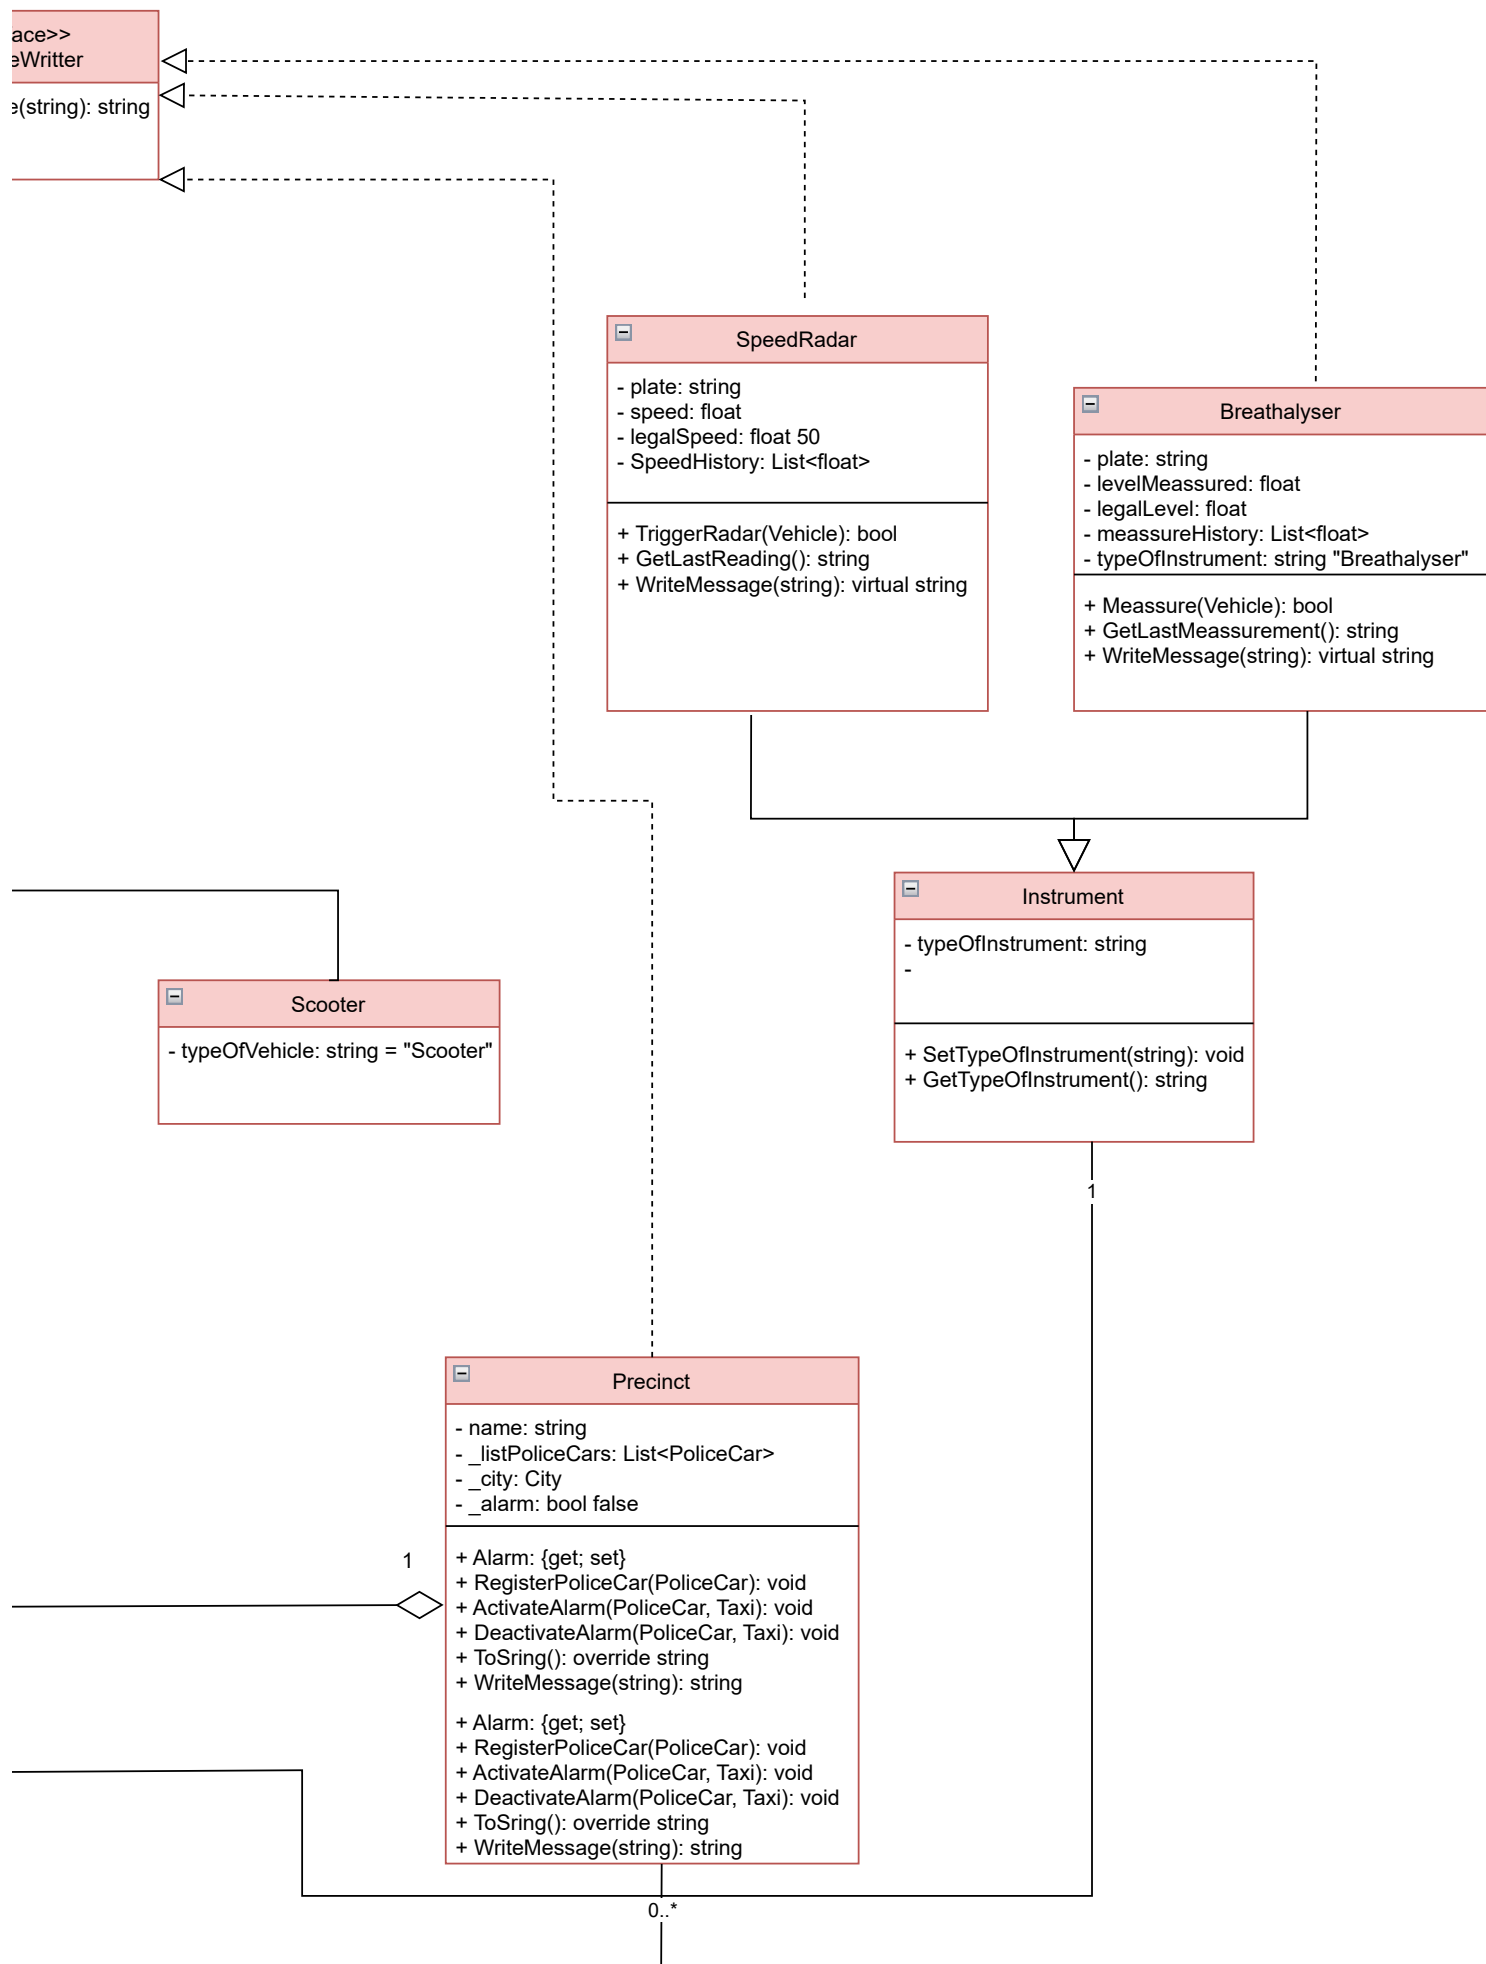 ace>>
eWritter
e(string): string
SpeedRadar
- plate: string
- speed: float
- legalSpeed: float 50
- SpeedHistory: List<float>
+ TriggerRadar(Vehicle): bool
+ GetLastReading(): string
+ WriteMessage(string): virtual string
Breathalyser
- plate: string
- levelMeassured: float
- legalLevel: float
- meassureHistory: List<float>
- typeOfInstrument: string "Breathalyser"
+ Meassure(Vehicle): bool
+ GetLastMeassurement(): string
+ WriteMessage(string): virtual string
Instrument
- typeOfInstrument: string
-
+ SetTypeOfInstrument(string): void
+ GetTypeOfInstrument(): string
1
Scooter
- typeOfVehicle: string = "Scooter"
Precinct
- name: string
- _listPoliceCars: List<PoliceCar>
- _city: City
- _alarm: bool false
1
+ Alarm: {get; set}
+ RegisterPoliceCar(PoliceCar): void
+ ActivateAlarm(PoliceCar, Taxi): void
+ DeactivateAlarm(PoliceCar, Taxi): void
+ ToSring(): override string
+ WriteMessage(string): string
+ Alarm: {get; set}
+ RegisterPoliceCar(PoliceCar): void
+ ActivateAlarm(PoliceCar, Taxi): void
+ DeactivateAlarm(PoliceCar, Taxi): void
+ ToSring(): override string
+ WriteMessage(string): string
0..*